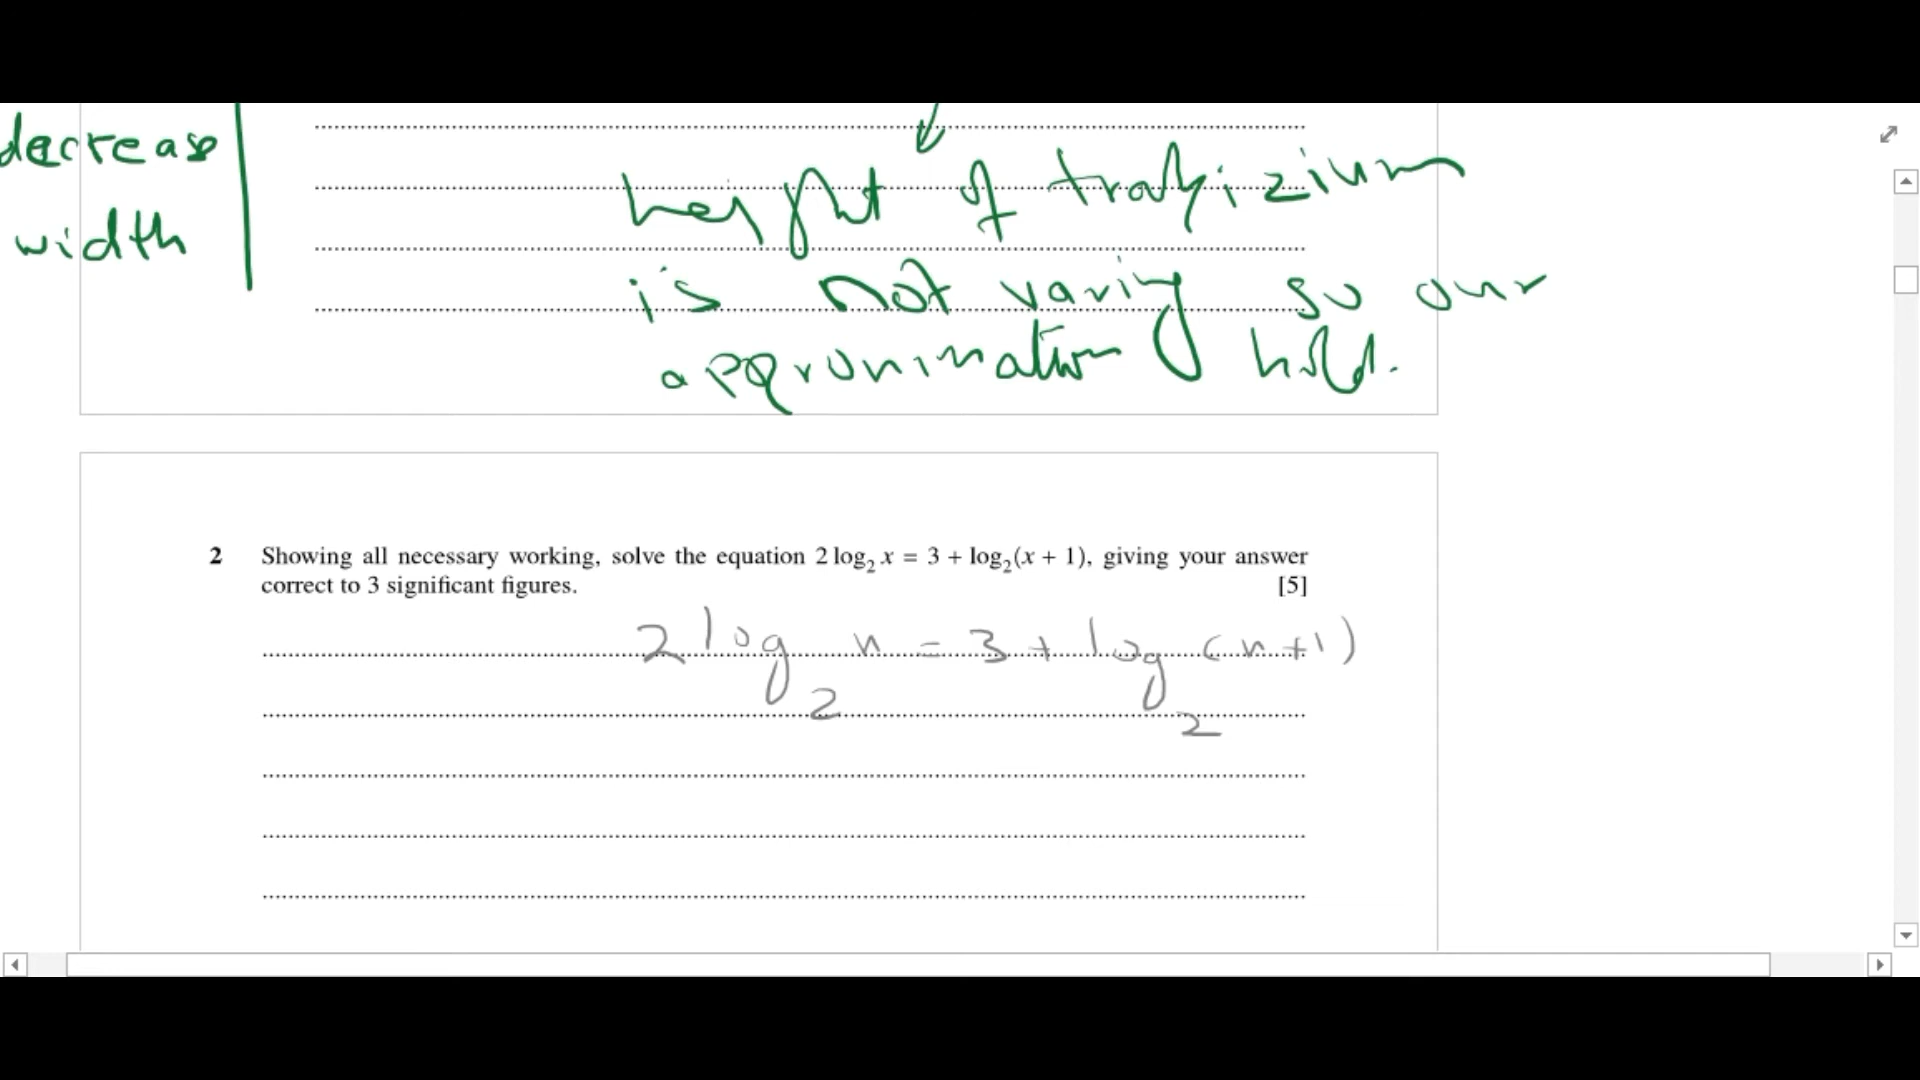 decrease
width
height of trapizium
is not varing so our
approximation hold.
2 Showing all necessary working, solve the equation 2 log₂ x = 3 + log₂(x + 1), giving your answer
correct to 3 significant figures. [5]
2 log₂ x = 3 + log₂ (x+1)